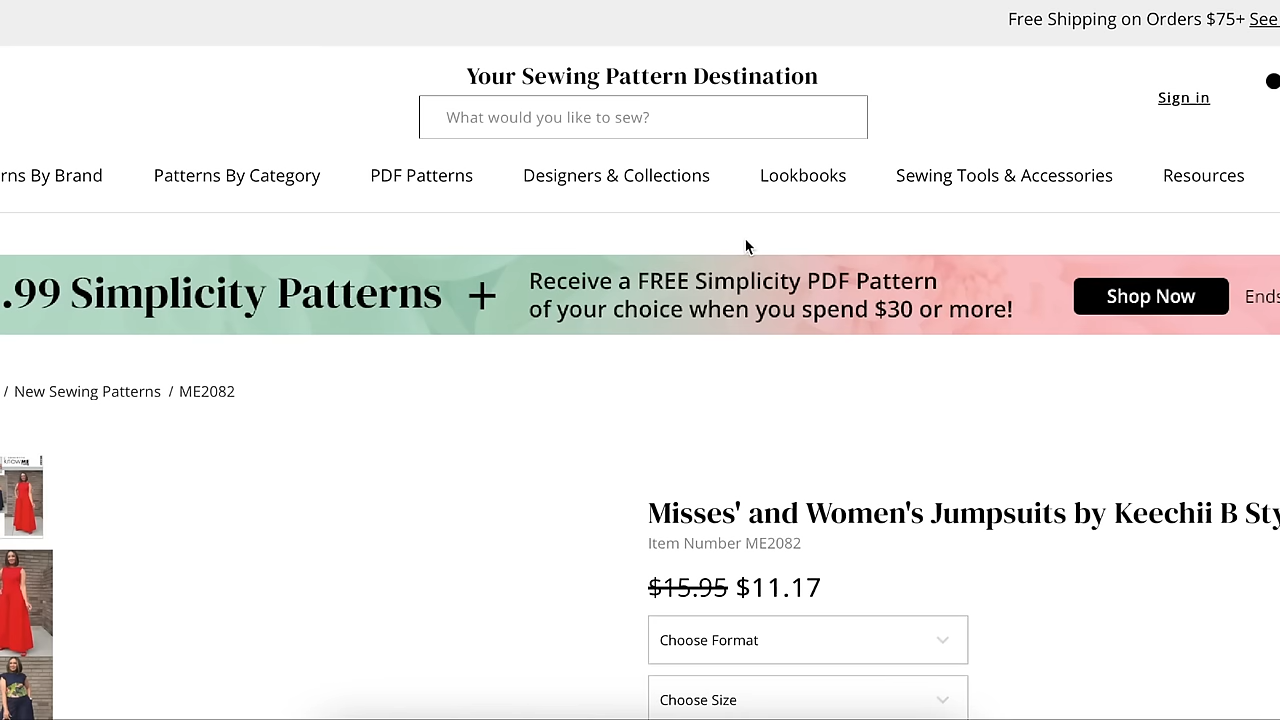 Free Shipping on Orders $75+ See
Your Sewing Pattern Destination
What would you like to sew?
Sign in
rns By Brand
Patterns By Category
PDF Patterns
Designers & Collections
Lookbooks
Sewing Tools & Accessories
Resources
.99 Simplicity Patterns +
Receive a FREE Simplicity PDF Pattern
of your choice when you spend $30 or more!
Shop Now
Ends
/ New Sewing Patterns / ME2082
knowME
Misses' and Women's Jumpsuits by Keechii B Sty
Item Number ME2082
$15.95 $11.17
Choose Format
Choose Size